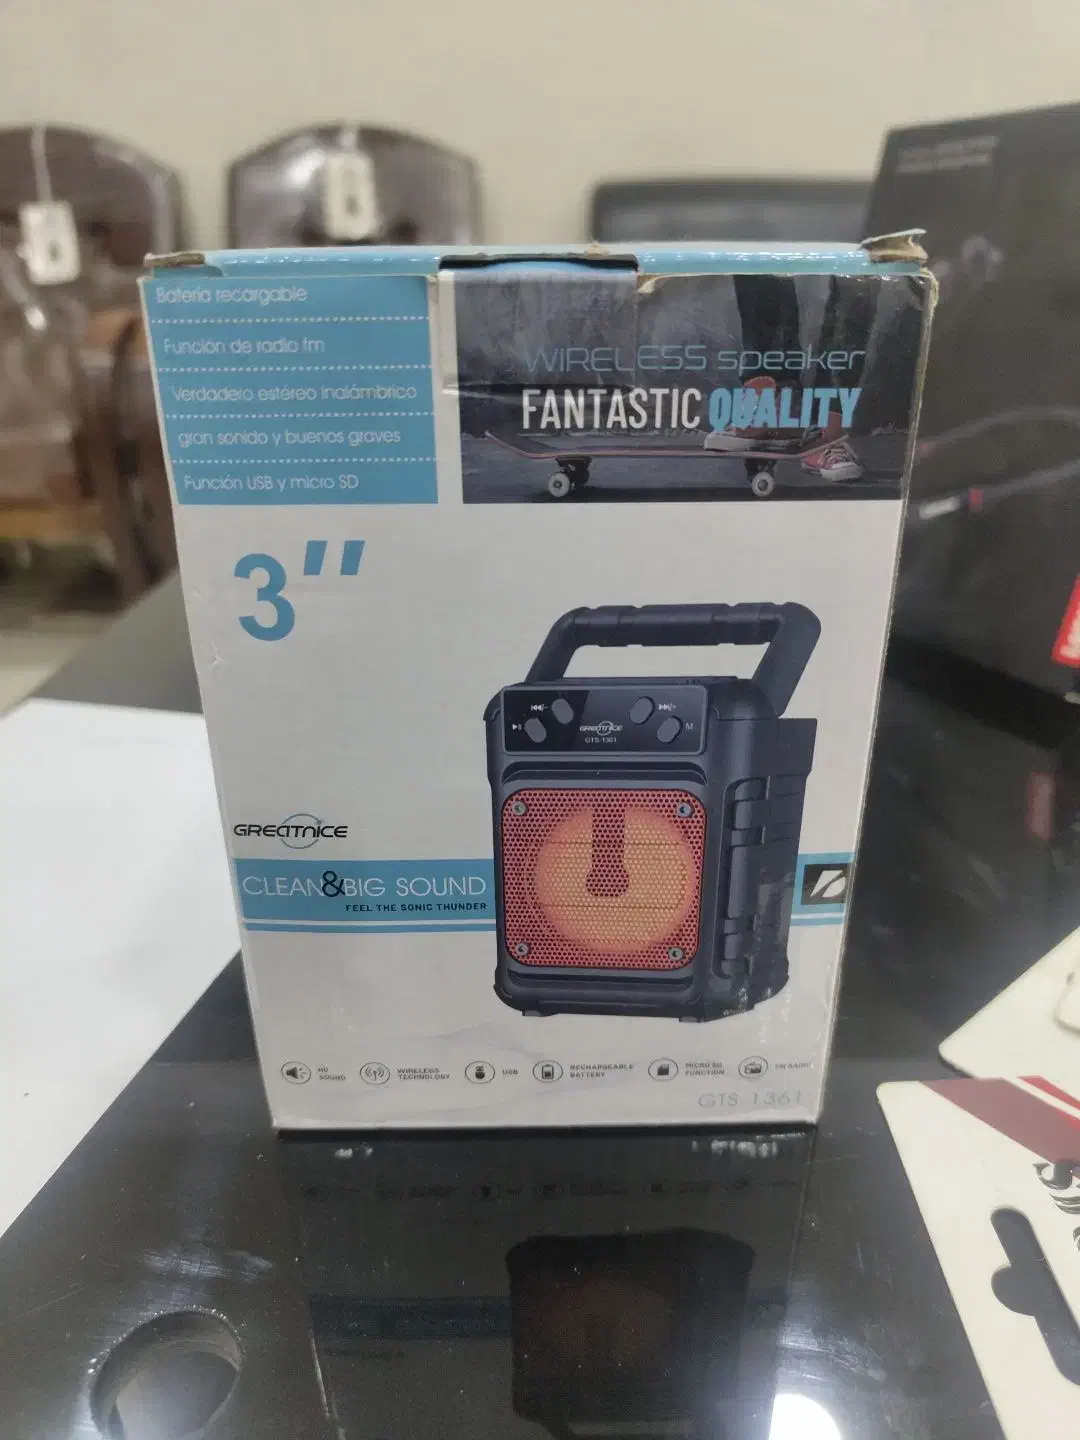 Batería recargable
Función de radio fm
Verdadero estéreo inalámbrico
gran sonido y buenos graves
Función USB y micro SD
WIRELESS speaker
FANTASTIC QUALITY
3"
GREATNICE
GTS-1361
M
GREATNICE
CLEAN&BIG SOUND
FEEL THE SONIC THUNDER
HD SOUND
WIRELESS TECHNOLOGY
USB
RECHARGEABLE BATTERY
MICRO SD FUNCTION
FM RADIO
GTS 1361